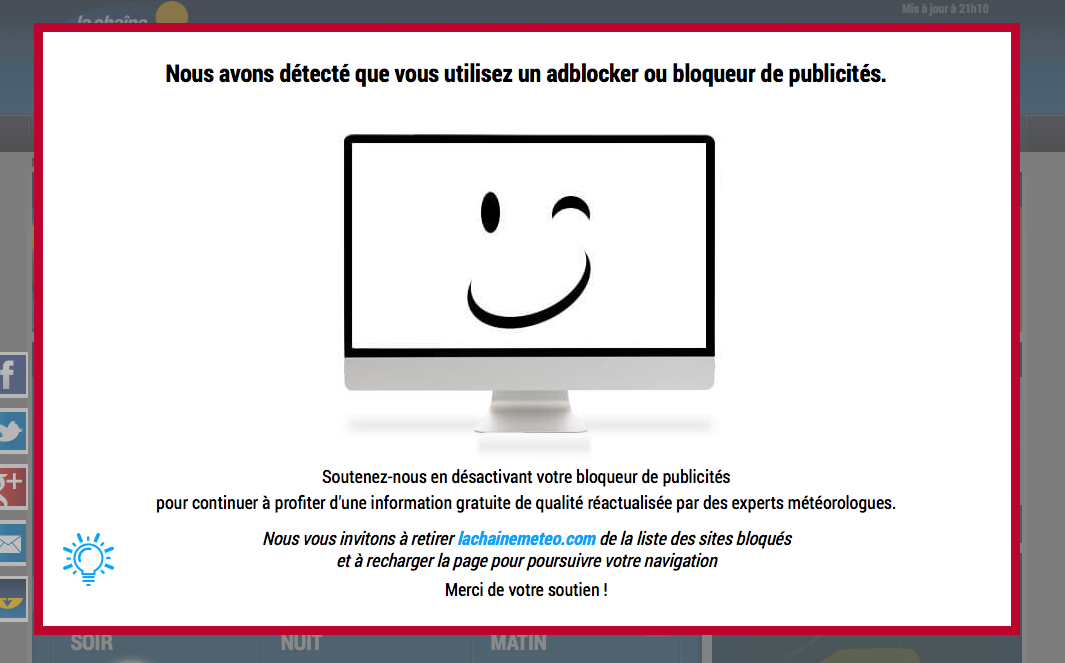 la chaîne
Mis à jour à 21h10
Nous avons détecté que vous utilisez un adblocker ou bloqueur de publicités.
f
g+
Soutenez-nous en désactivant votre bloqueur de publicités
pour continuer à profiter d'une information gratuite de qualité réactualisée par des experts météorologues.
Nous vous invitons à retirer lachainemeteo.com de la liste des sites bloqués
et à recharger la page pour poursuivre votre navigation
Merci de votre soutien !
SOIR NUIT MATIN